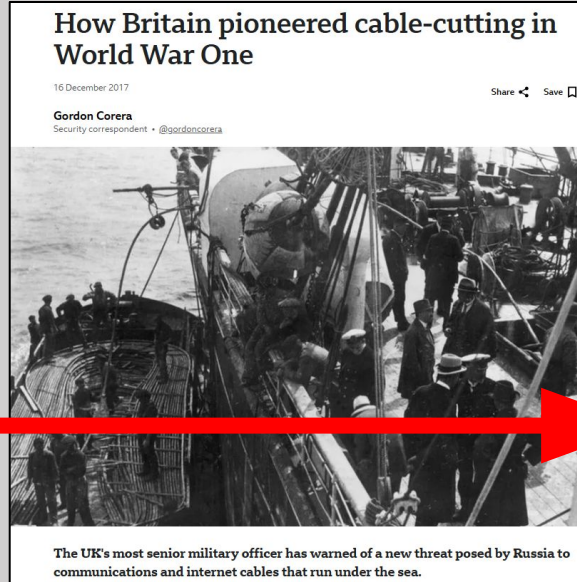 How Britain pioneered cable-cutting in
World War One
16 December 2017
Share Save
Gordon Corera
Security correspondent • @gordoncorera
The UK's most senior military officer has warned of a new threat posed by Russia to
communications and internet cables that run under the sea.